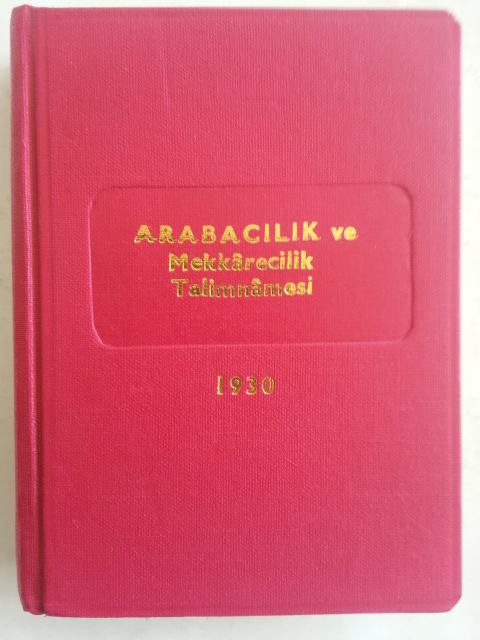 ARABACILIK ve
Mekkârecilik
Talimnâmesi
1930